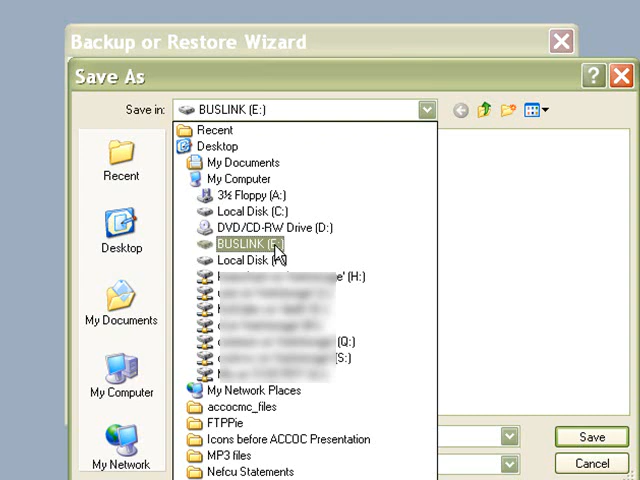 Backup or Restore Wizard
Save As
Save in:
BUSLINK (E:)
Recent
Desktop
My Documents
My Computer
3½ Floppy (A:)
Local Disk (C:)
DVD/CD-RW Drive (D:)
BUSLINK (E:)
Local Disk
(H:)
(Q:)
(S:)
My Network Places
accocmc_files
FTPPie
Icons before ACCOC Presentation
MP3 files
Nefcu Statements
Recent
Desktop
My Documents
My Computer
My Network
Save
Cancel